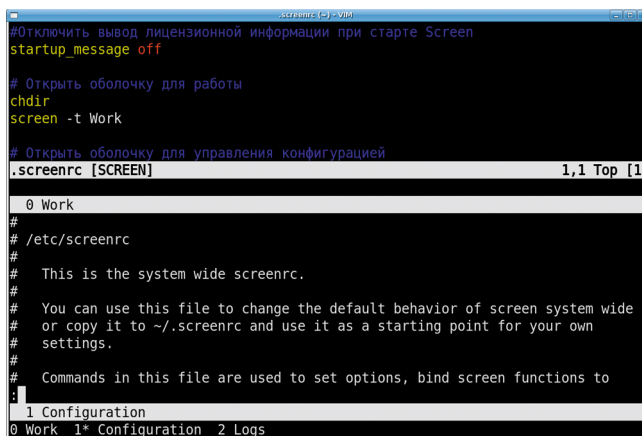 .screenrc (~) - VIM
#Отключить вывод лицензионной информации при старте Screen
startup_message off
# Открыть оболочку для работы
chdir
screen -t Work
# Открыть оболочку для управления конфигурацией
.screenrc [SCREEN] 1,1 Top [1
0 Work
#
# /etc/screenrc
#
# This is the system wide screenrc.
#
# You can use this file to change the default behavior of screen system wide
# or copy it to ~/.screenrc and use it as a starting point for your own
# settings.
#
# Commands in this file are used to set options, bind screen functions to
:
1 Configuration
0 Work 1* Configuration 2 Logs